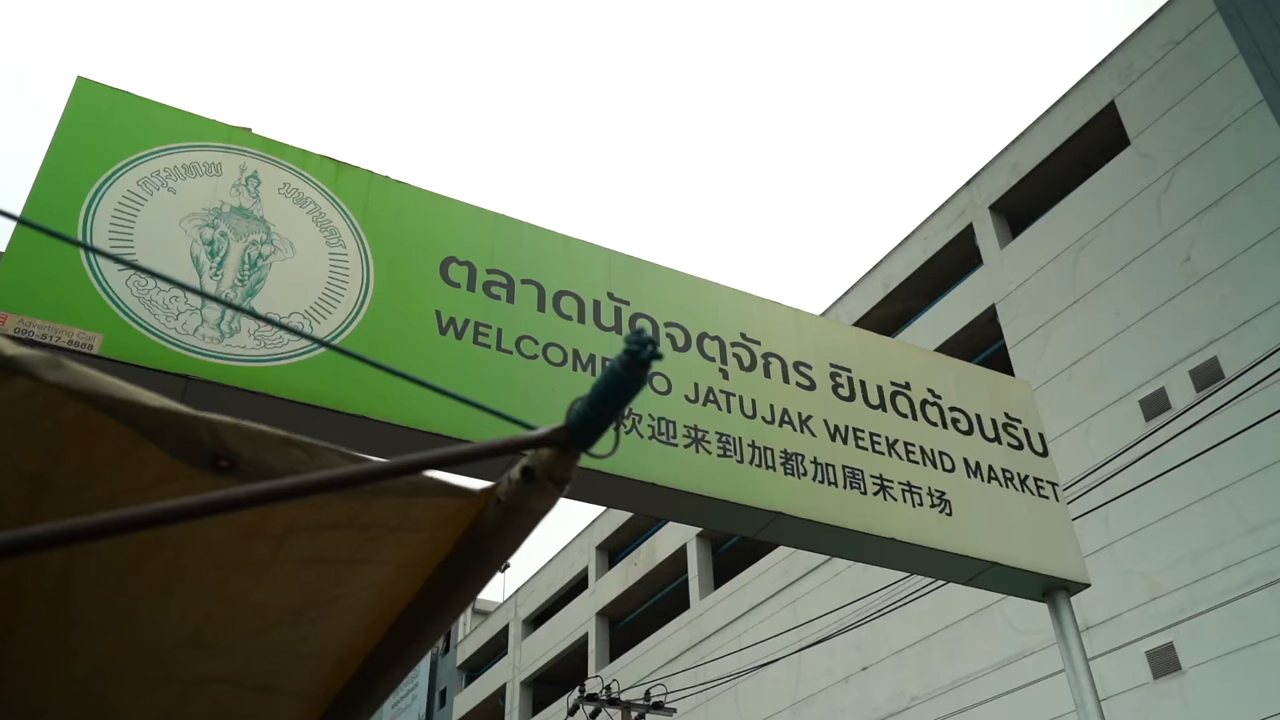 กรุงเทพ มหานคร
ตลาดนัดจตุจักร ยินดีต้อนรับ
WELCOME TO JATUJAK WEEKEND MARKET
欢迎来到加都加周末市场
Advertising Call
090-517-8868